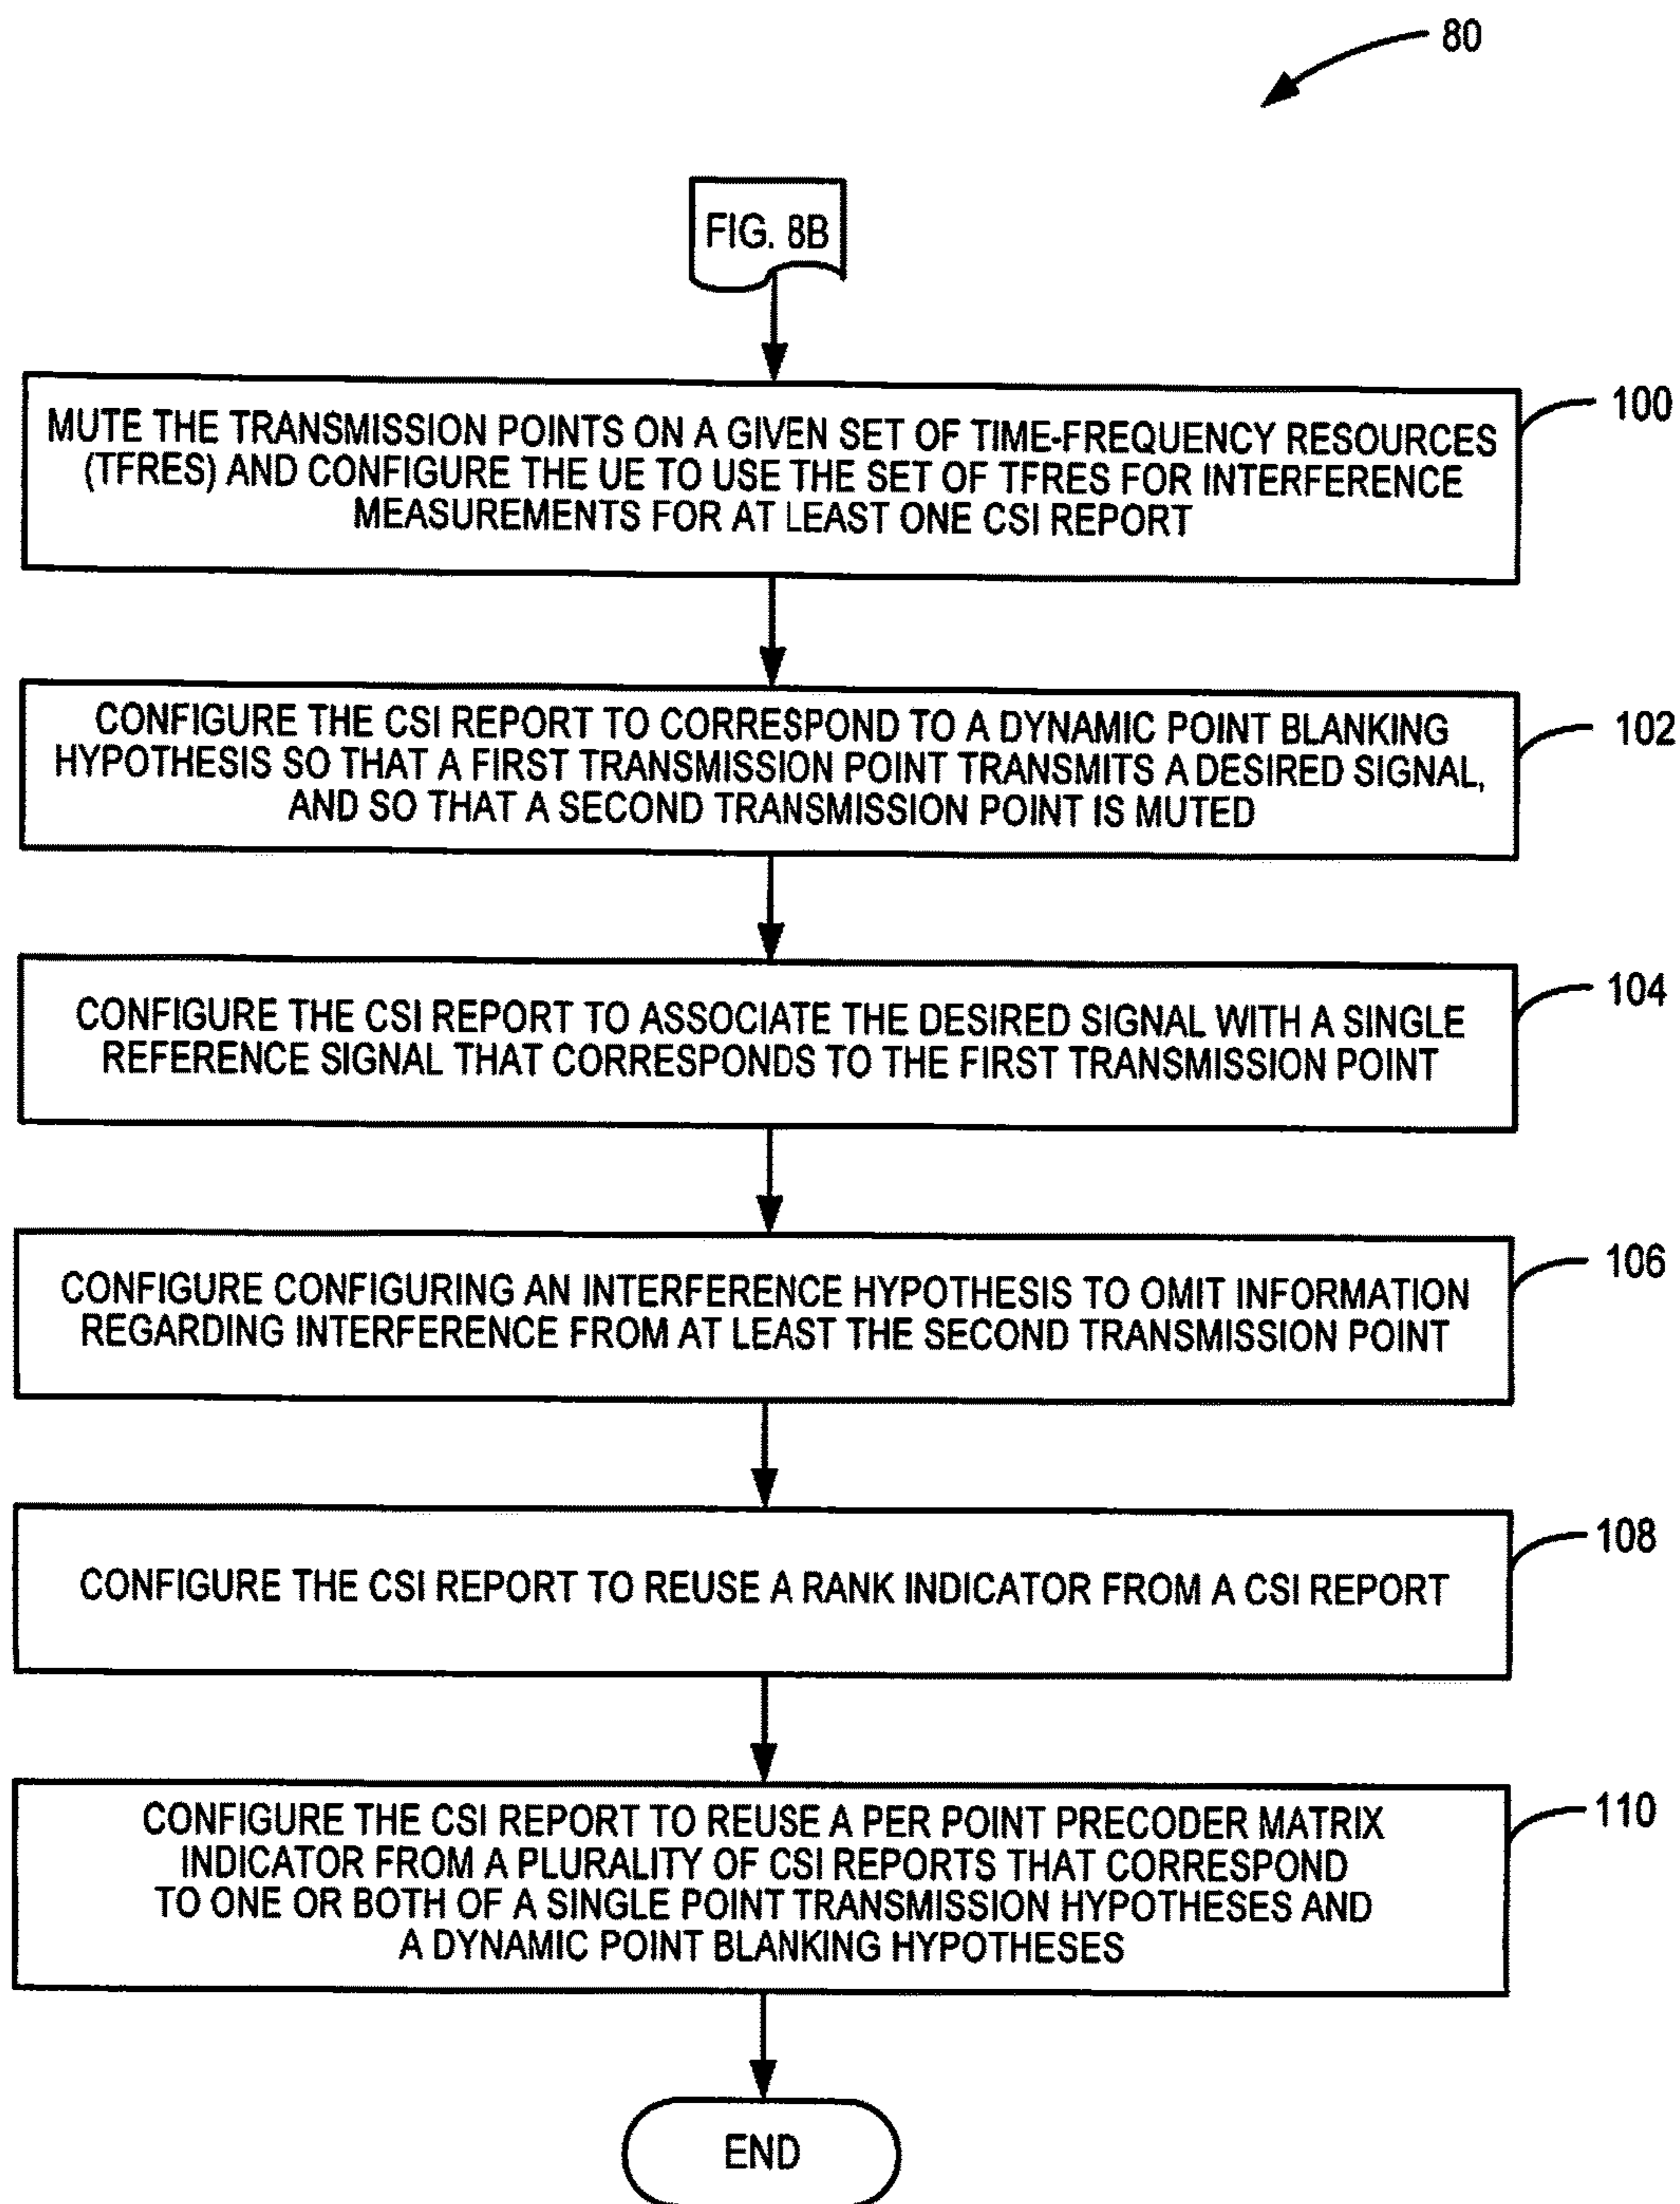 80
FIG. 8B
MUTE THE TRANSMISSION POINTS ON A GIVEN SET OF TIME-FREQUENCY RESOURCES
(TFRES) AND CONFIGURE THE UE TO USE THE SET OF TFRES FOR INTERFERENCE
MEASUREMENTS FOR AT LEAST ONE CSI REPORT
100
CONFIGURE THE CSI REPORT TO CORRESPOND TO A DYNAMIC POINT BLANKING
HYPOTHESIS SO THAT A FIRST TRANSMISSION POINT TRANSMITS A DESIRED SIGNAL,
AND SO THAT A SECOND TRANSMISSION POINT IS MUTED
102
CONFIGURE THE CSI REPORT TO ASSOCIATE THE DESIRED SIGNAL WITH A SINGLE
REFERENCE SIGNAL THAT CORRESPONDS TO THE FIRST TRANSMISSION POINT
104
CONFIGURE CONFIGURING AN INTERFERENCE HYPOTHESIS TO OMIT INFORMATION
REGARDING INTERFERENCE FROM AT LEAST THE SECOND TRANSMISSION POINT
106
CONFIGURE THE CSI REPORT TO REUSE A RANK INDICATOR FROM A CSI REPORT
108
CONFIGURE THE CSI REPORT TO REUSE A PER POINT PRECODER MATRIX
INDICATOR FROM A PLURALITY OF CSI REPORTS THAT CORRESPOND
TO ONE OR BOTH OF A SINGLE POINT TRANSMISSION HYPOTHESES AND
A DYNAMIC POINT BLANKING HYPOTHESES
110
END